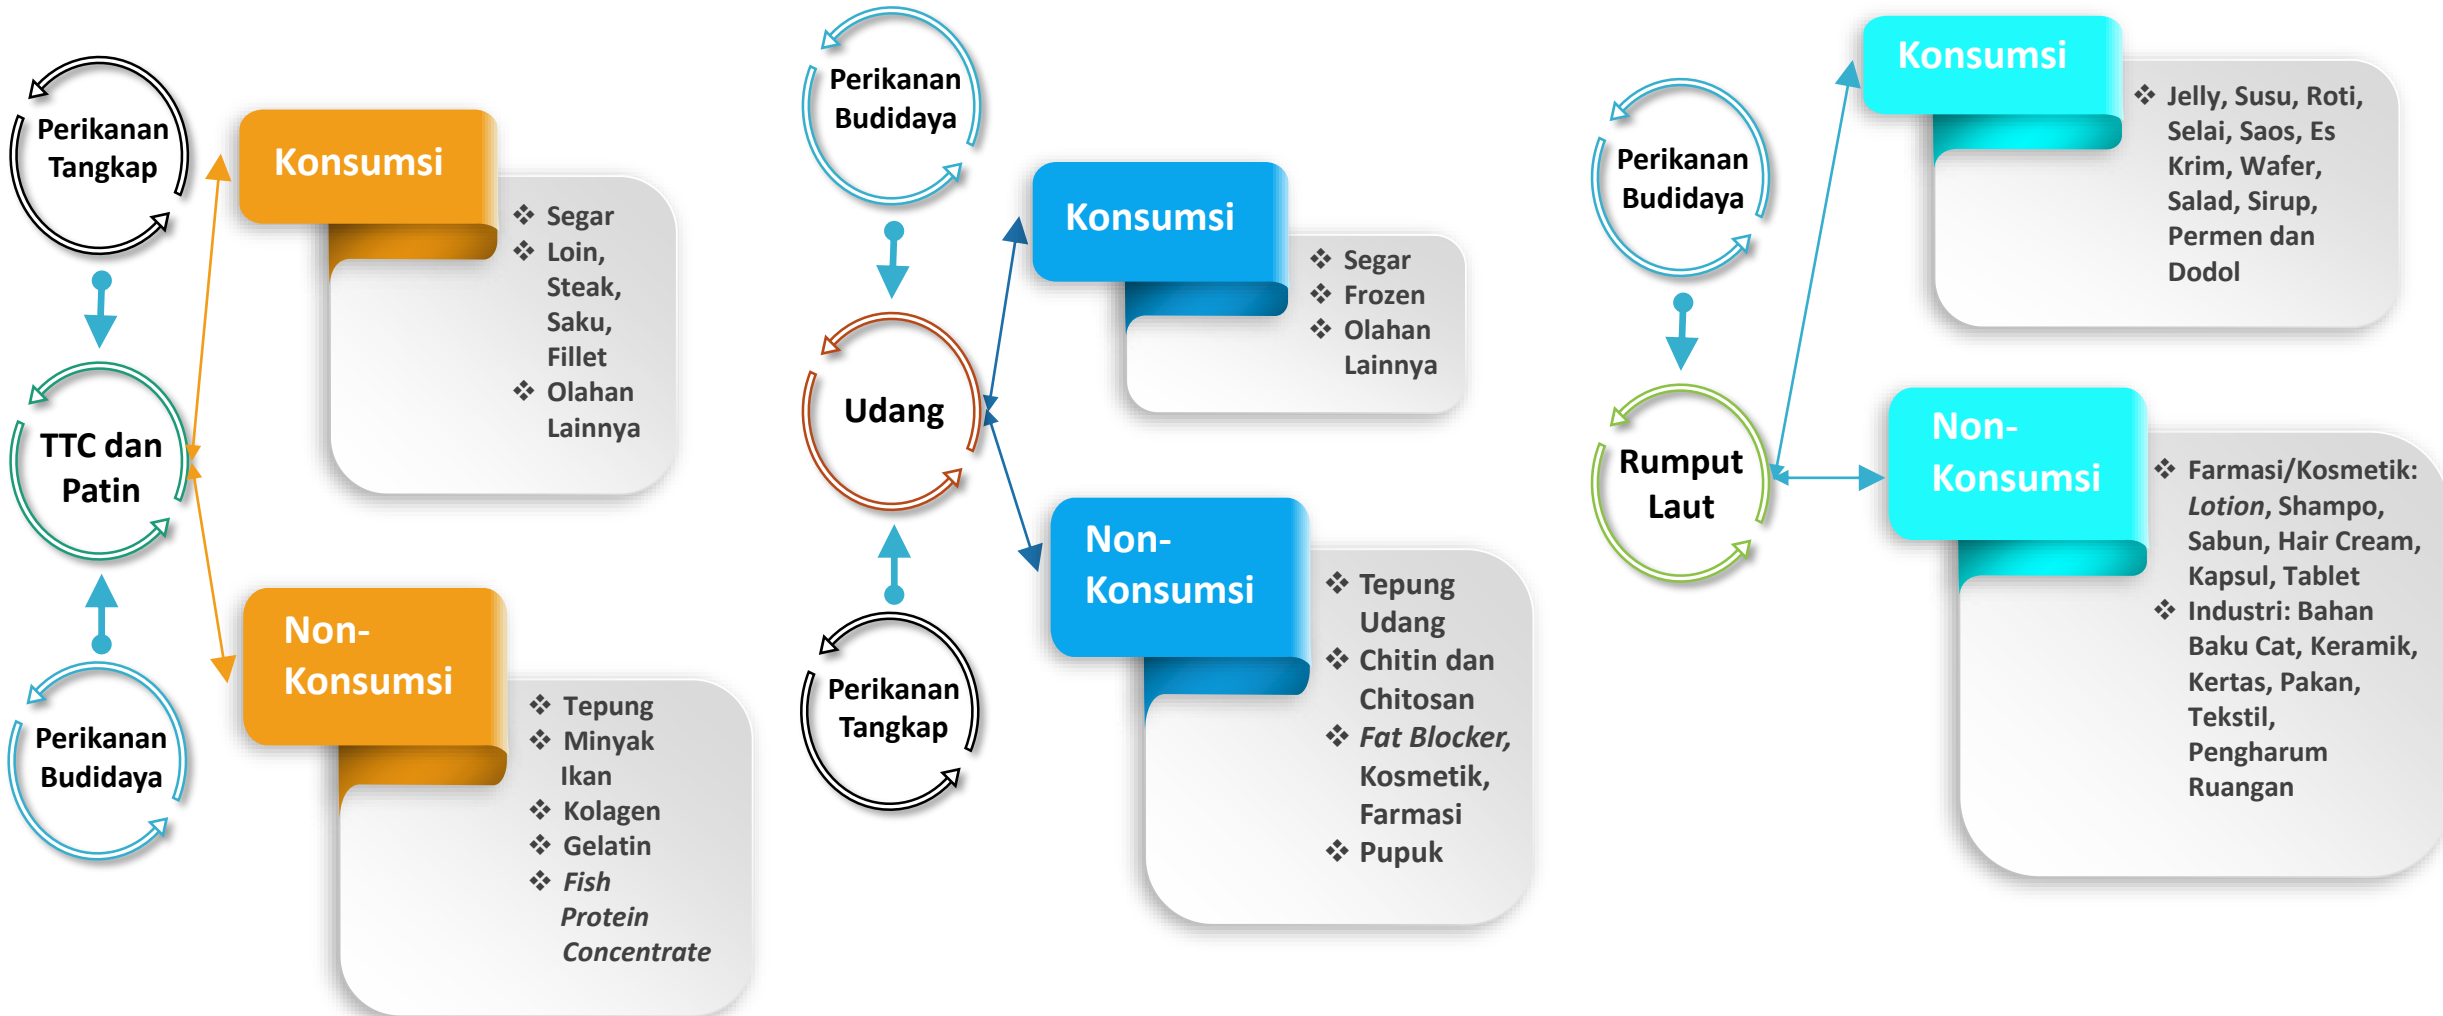 Perikanan
Tangkap
Konsumsi
❖ Segar
❖ Loin,
Steak,
Saku,
Fillet
❖ Olahan
Lainnya
TTC dan
Patin
Non-
Konsumsi
❖ Tepung
❖ Minyak
Ikan
❖ Kolagen
❖ Gelatin
❖ Fish
Protein
Concentrate
Perikanan
Budidaya
Perikanan
Budidaya
Konsumsi
❖ Segar
❖ Frozen
❖ Olahan
Lainnya
Udang
Non-
Konsumsi
❖ Tepung
Udang
❖ Chitin dan
Chitosan
❖ Fat Blocker,
Kosmetik,
Farmasi
❖ Pupuk
Perikanan
Tangkap
Perikanan
Budidaya
Konsumsi
❖ Jelly, Susu, Roti,
Selai, Saos, Es
Krim, Wafer,
Salad, Sirup,
Permen dan
Dodol
Rumput
Laut
Non-
Konsumsi
❖ Farmasi/Kosmetik:
Lotion, Shampo,
Sabun, Hair Cream,
Kapsul, Tablet
❖ Industri: Bahan
Baku Cat, Keramik,
Kertas, Pakan,
Tekstil,
Pengharum
Ruangan